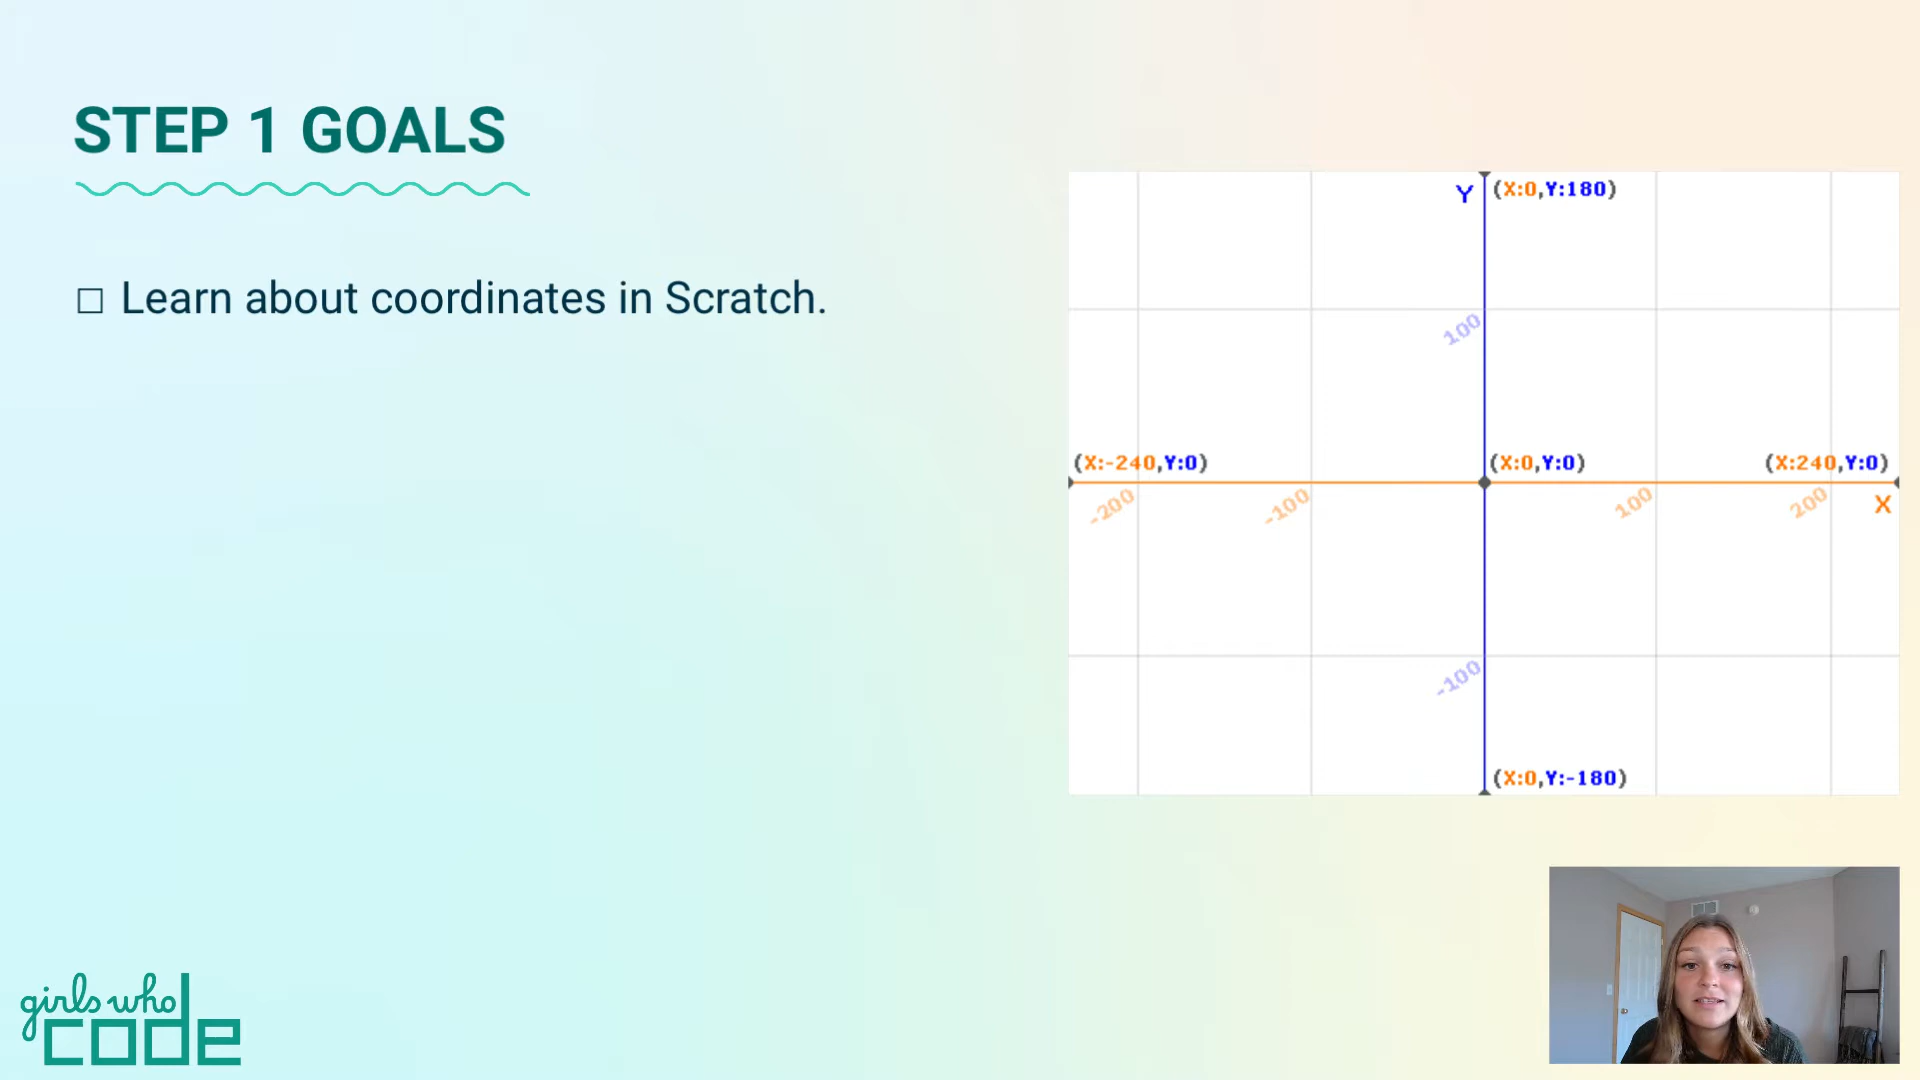 STEP 1 GOALS
☐ Learn about coordinates in Scratch.
Y (X:0,Y:180)
100
(X:-240,Y:0) (X:0,Y:0) (X:240,Y:0)
-200 -100 100 200 X
-100
(X:0,Y:-180)
girls who
code